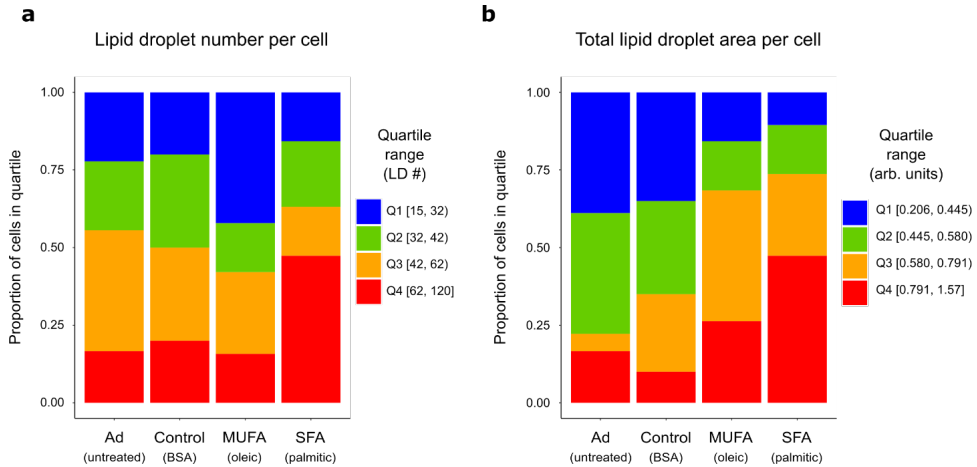 a
Lipid droplet number per cell
Proportion of cells in quartile
1.00
0.75
0.50
0.25
0.00
Ad
(untreated)
Control
(BSA)
MUFA
(oleic)
SFA
(palmitic)
Quartile
range
(LD #)
Q1 [15, 32)
Q2 [32, 42)
Q3 [42, 62)
Q4 [62, 120]
b
Total lipid droplet area per cell
Proportion of cells in quartile
1.00
0.75
0.50
0.25
0.00
Ad
(untreated)
Control
(BSA)
MUFA
(oleic)
SFA
(palmitic)
Quartile
range
(arb. units)
Q1 [0.206, 0.445)
Q2 [0.445, 0.580)
Q3 [0.580, 0.791)
Q4 [0.791, 1.57]